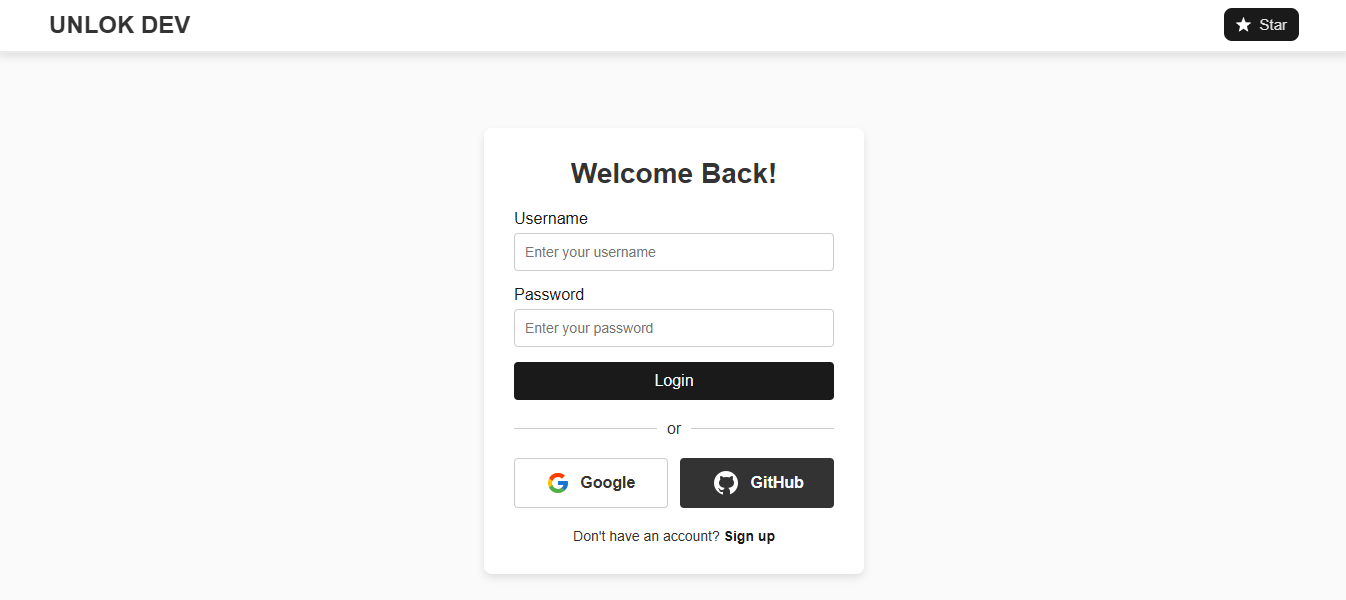 UNLOK DEV
Star
Welcome Back!
Username
Enter your username
Password
Enter your password
Login
or
Google
GitHub
Don't have an account? Sign up